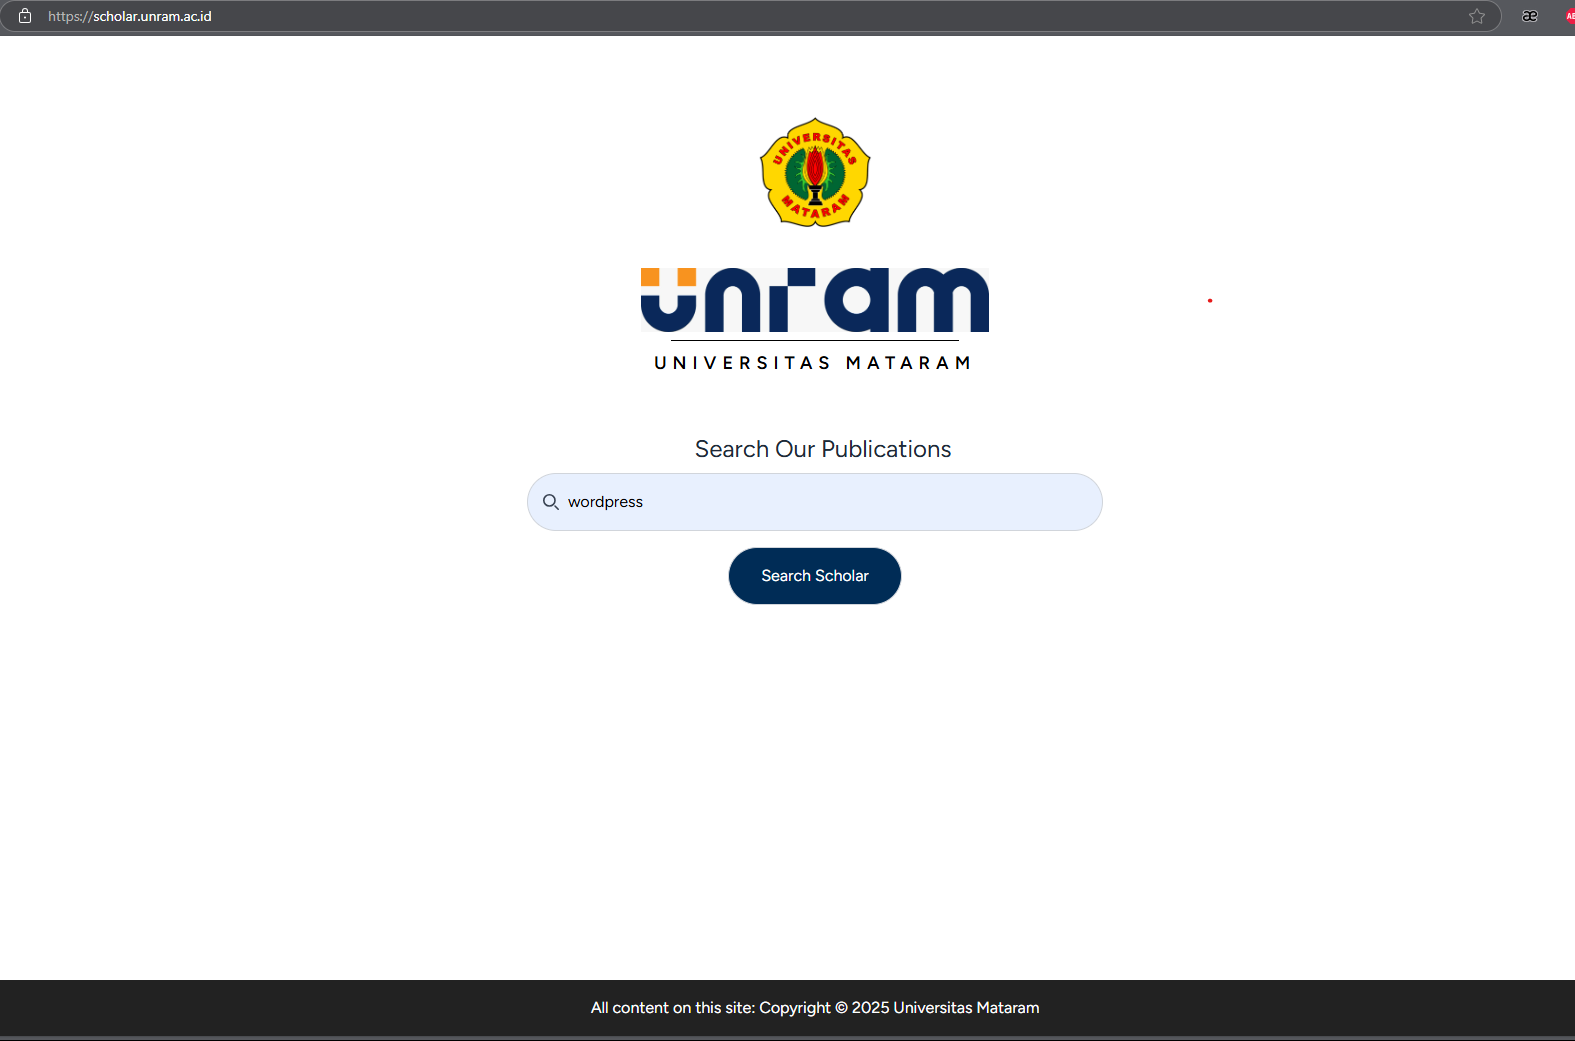 https://scholar.unram.ac.id
UNIVERSITAS
MATARAM
unram
UNIVERSITAS MATARAM
Search Our Publications
wordpress
Search Scholar
All content on this site: Copyright © 2025 Universitas Mataram